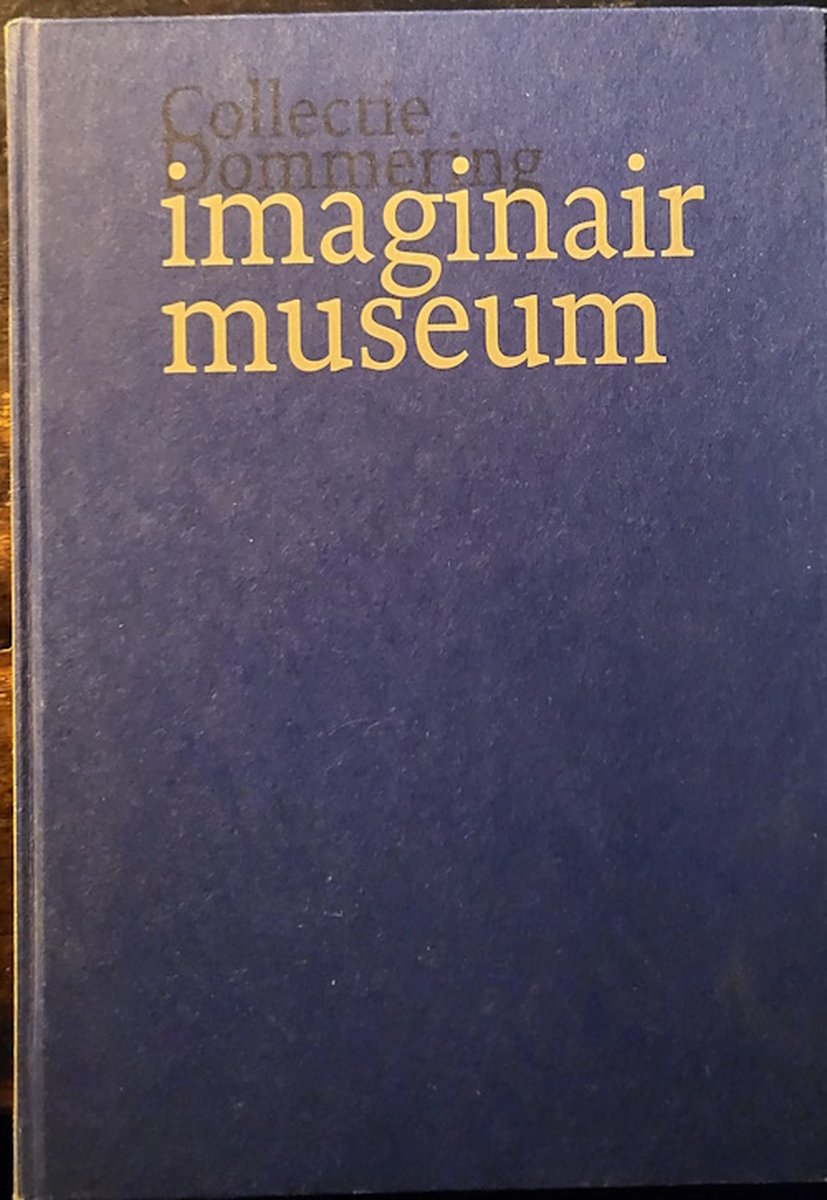 Collectie
Dommering
imaginair
museum